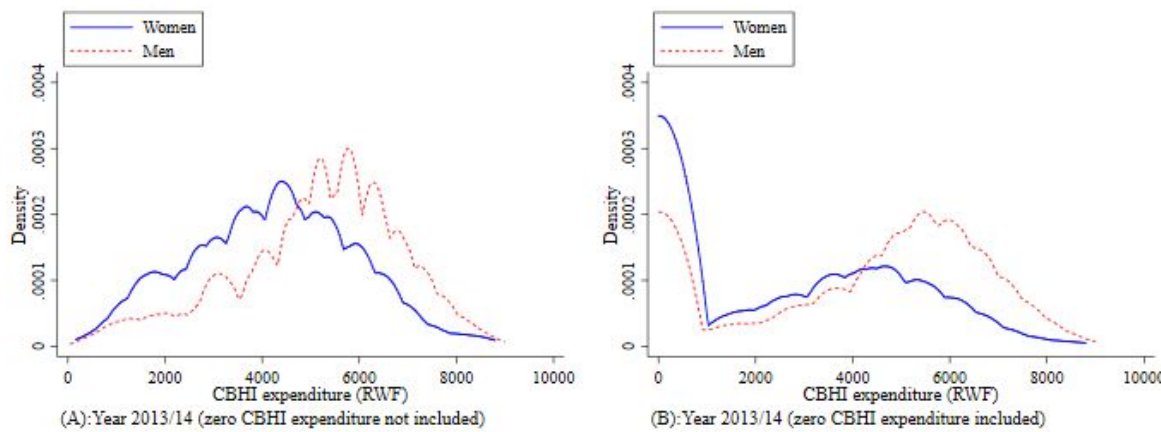 Women
Men
Density
.0004
.0003
.0002
.0001
0
0 2000 4000 6000 8000 10000
CBHI expenditure (RWF)
(A):Year 2013/14 (zero CBHI expenditure not included)
Women
Men
Density
.0004
.0003
.0002
.0001
0
0 2000 4000 6000 8000 10000
CBHI expenditure (RWF)
(B):Year 2013/14 (zero CBHI expenditure included)